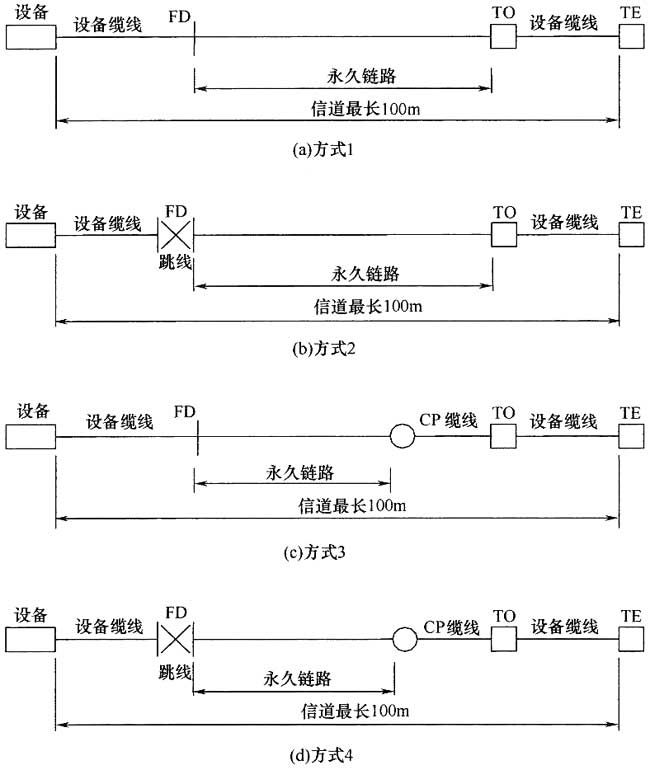 设备 设备缆线 FD TO 设备缆线 TE
永久链路
信道最长100m
(a)方式1
设备 设备缆线 FD TO 设备缆线 TE
跳线 永久链路
信道最长100m
(b)方式2
设备 设备缆线 FD CP缆线 TO 设备缆线 TE
永久链路
信道最长100m
(c)方式3
设备 设备缆线 FD CP缆线 TO 设备缆线 TE
跳线 永久链路
信道最长100m
(d)方式4